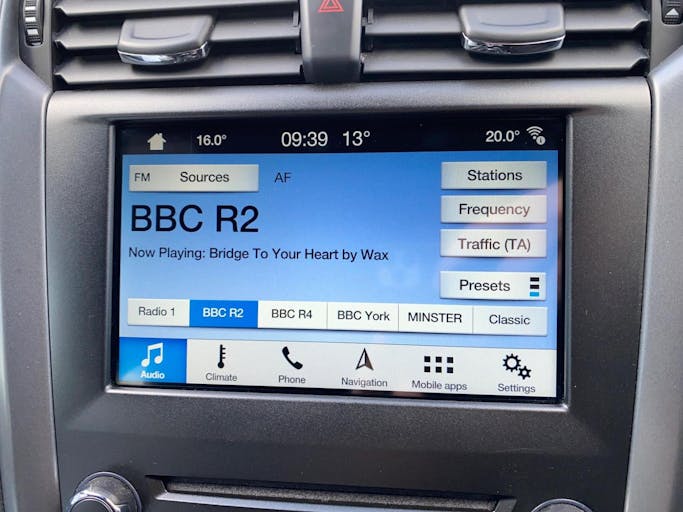 16.0° 09:39 13° 20.0°
FM Sources AF Stations
BBC R2
Frequency
Now Playing: Bridge To Your Heart by Wax
Traffic (TA)
Presets
Radio 1 BBC R2 BBC R4 BBC York MINSTER Classic
Audio Climate Phone Navigation Mobile apps Settings